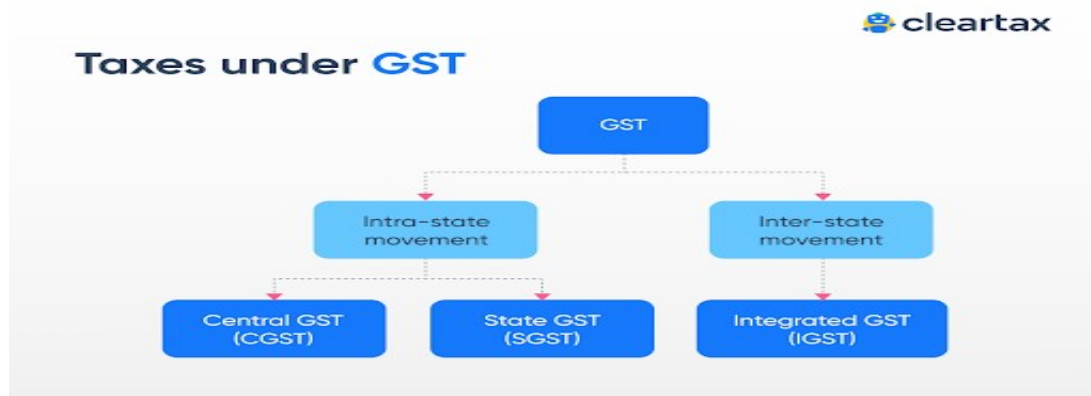 cleartax
Taxes under GST
GST
Intra-state
movement
Inter-state
movement
Central GST
(CGST)
State GST
(SGST)
Integrated GST
(IGST)